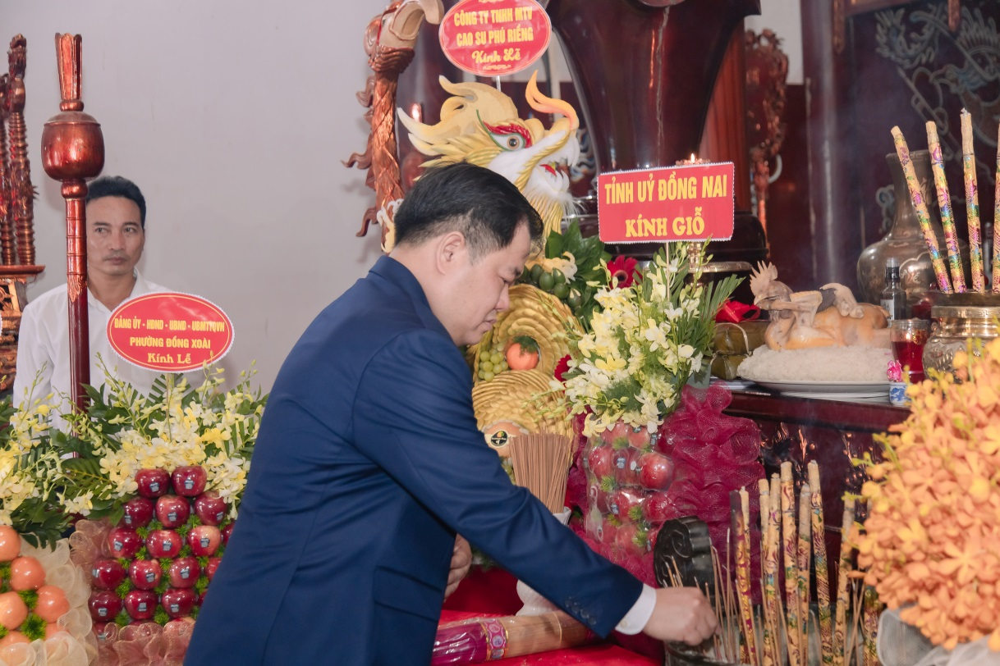 CÔNG TY TNHH MTV
CAO SU PHÚ RIỀNG
Kính Lễ
TỈNH UỶ ĐỒNG NAI
KÍNH GIỖ
ĐẢNG ỦY - HĐND - UBND - UBMTTQVN
PHƯỜNG ĐỒNG XOÀI
Kính Lễ